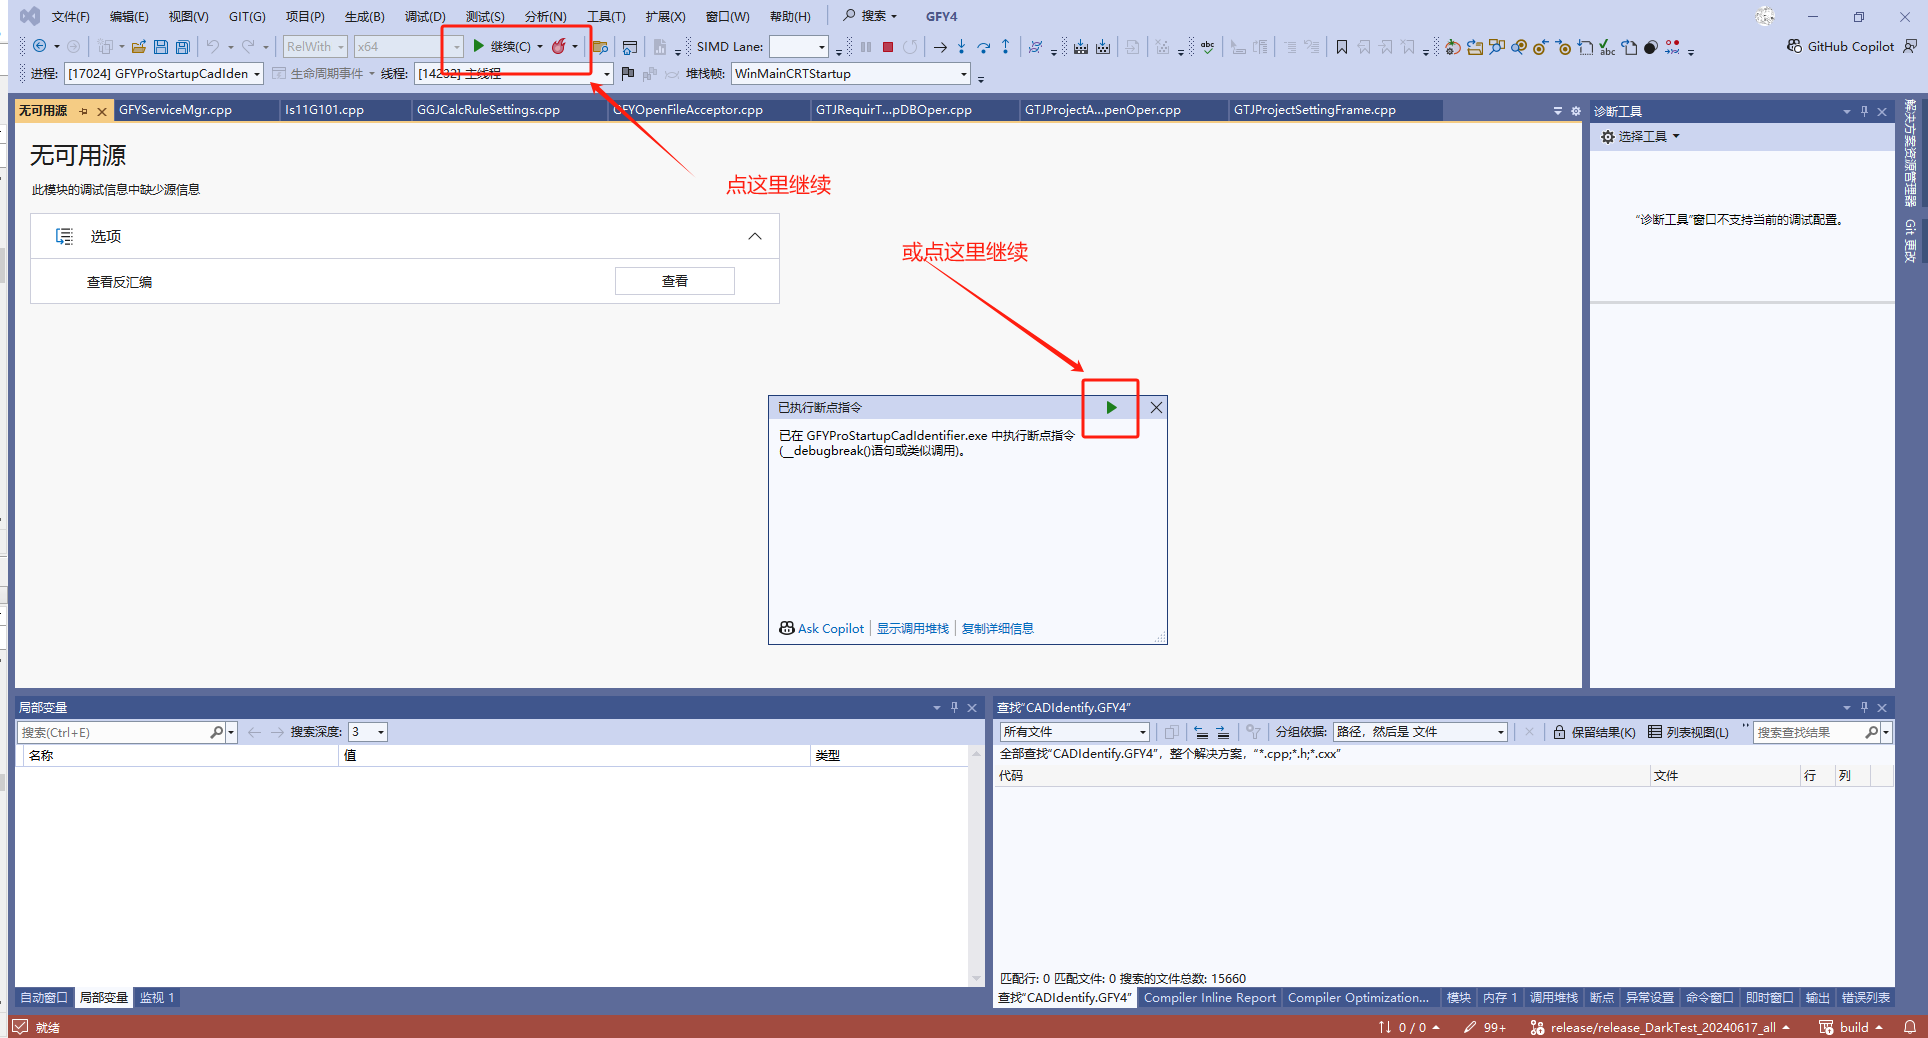 文件(F) 编辑(E) 视图(V) GIT(G) 项目(P) 生成(B) 调试(D) 测试(S) 分析(N) 工具(T) 扩展(X) 窗口(W) 帮助(H) 搜索 GFY4
RelWith x64 继续(C) SIMD Lane: GitHub Copilot
进程: [17024] GFYProStartupCadIden 生命周期事件 线程: [14232] 主线程 堆栈帧: WinMainCRTStartup
无可用源 GFYServiceMgr.cpp Is11G101.cpp GGJCalcRuleSettings.cpp GFYOpenFileAcceptor.cpp GTJRequirT...pDBOper.cpp GTJProjectA...penOper.cpp GTJProjectSettingFrame.cpp
诊断工具
选择工具
“诊断工具”窗口不支持当前的调试配置。
解决方案资源管理器
Git 更改
无可用源
此模块的调试信息中缺少源信息
选项
查看反汇编 查看
点这里继续
或点这里继续
已执行断点指令
已在 GFYProStartupCadIdentifier.exe 中执行断点指令
(__debugbreak()语句或类似调用)。
Ask Copilot 显示调用堆栈 复制详细信息
局部变量
搜索(Ctrl+E) 搜索深度: 3
名称 值 类型
自动窗口 局部变量 监视 1
查找"CADIdentify.GFY4"
所有文件 分组依据: 路径，然后是 文件 保留结果(K) 列表视图(L) 搜索查找结果
全部查找"CADIdentify.GFY4"，整个解决方案，"*.cpp;*.h;*.cxx"
代码 文件 行 列
匹配行: 0 匹配文件: 0 搜索的文件总数: 15660
查找"CADIdentify.GFY4" Compiler Inline Report Compiler Optimization... 模块 内存 1 调用堆栈 断点 异常设置 命令窗口 即时窗口 输出 错误列表
就绪 0 / 0 99+ release/release_DarkTest_20240617_all build